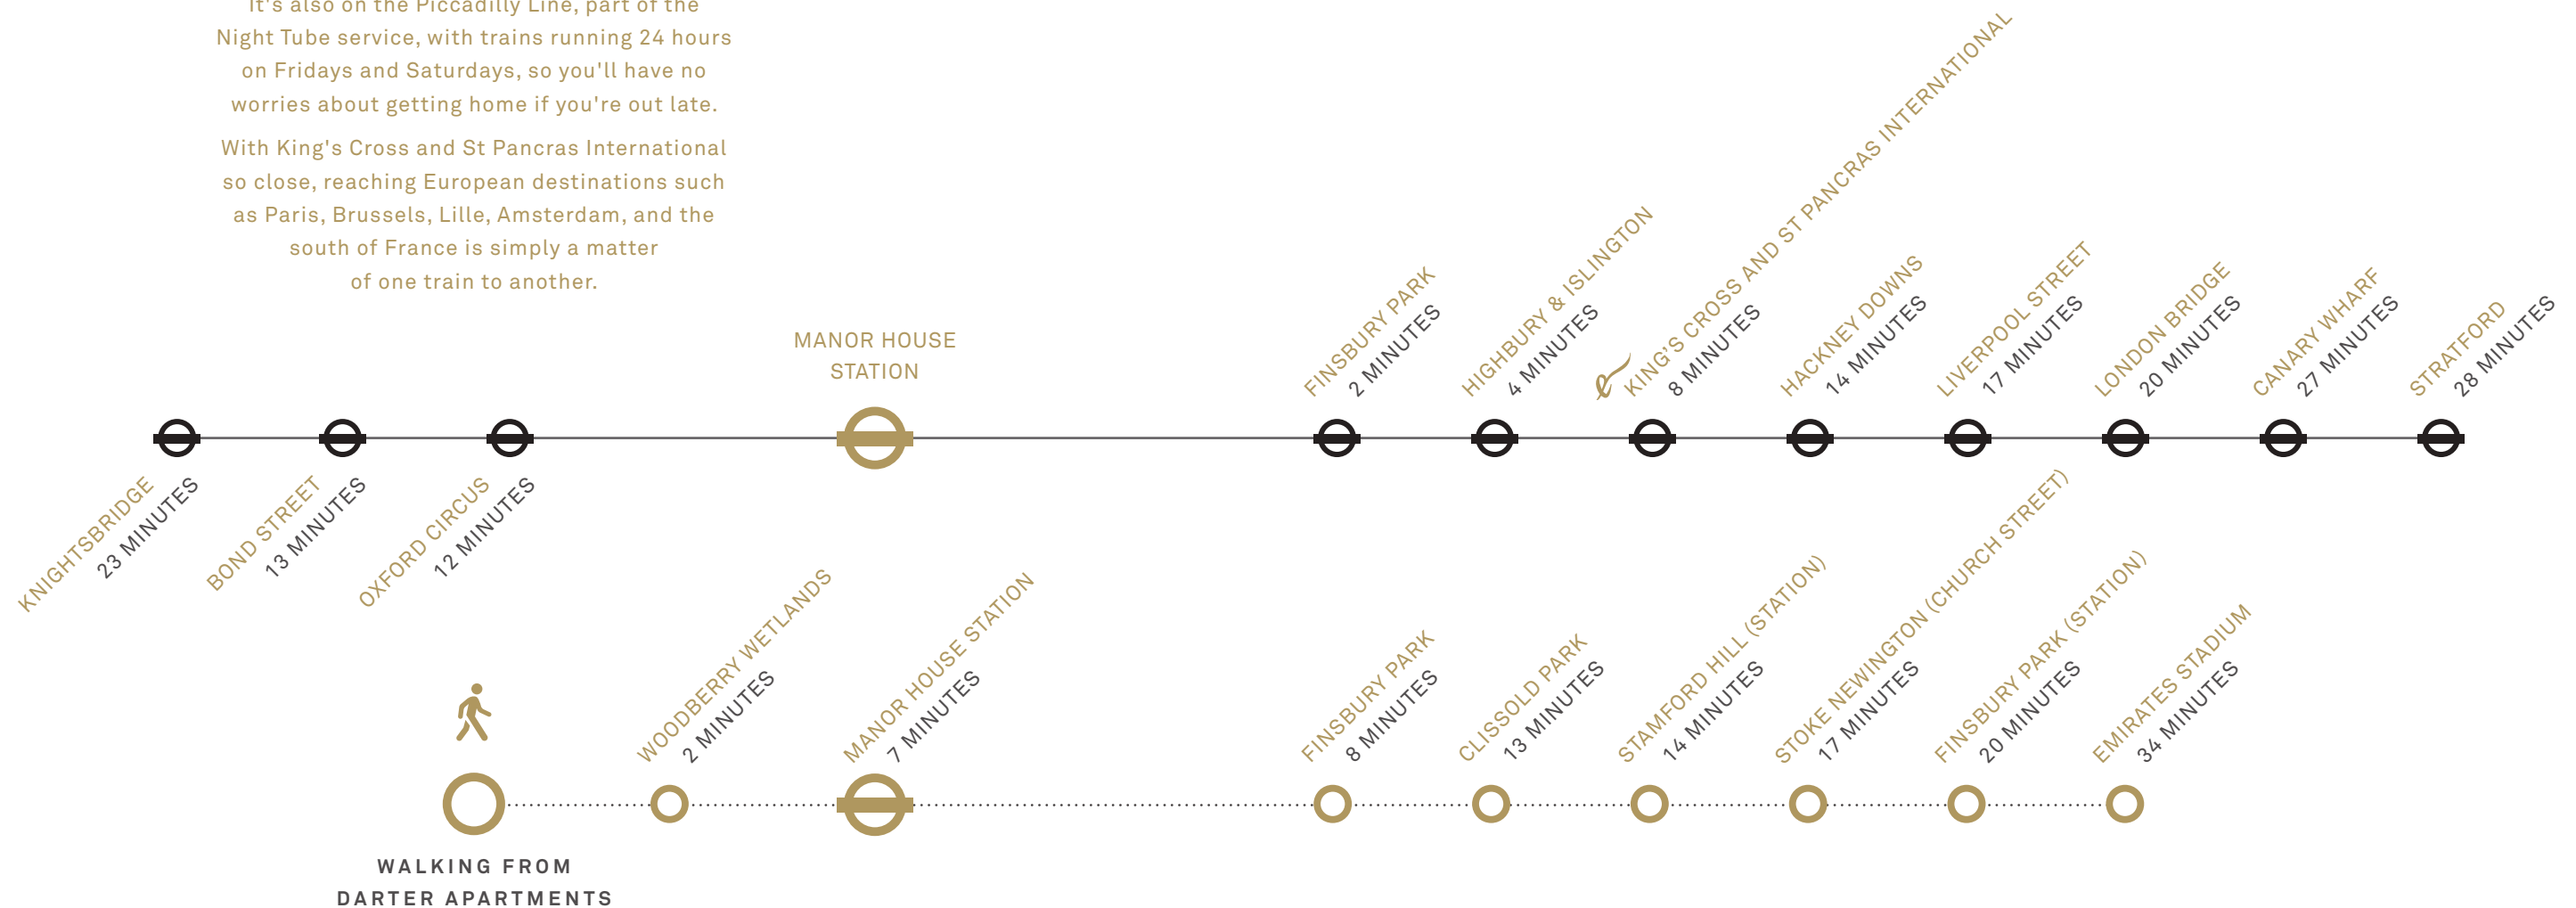 It's also on the Piccadilly Line, part of the
Night Tube service, with trains running 24 hours
on Fridays and Saturdays, so you'll have no
worries about getting home if you're out late.
With King's Cross and St Pancras International
so close, reaching European destinations such
as Paris, Brussels, Lille, Amsterdam, and the
south of France is simply a matter
of one train to another.
KNIGHTSBRIDGE
23 MINUTES
BOND STREET
13 MINUTES
OXFORD CIRCUS
12 MINUTES
MANOR HOUSE
STATION
FINSBURY PARK
2 MINUTES
HIGHBURY & ISLINGTON
4 MINUTES
KING'S CROSS AND ST PANCRAS INTERNATIONAL
8 MINUTES
HACKNEY DOWNS
14 MINUTES
LIVERPOOL STREET
17 MINUTES
LONDON BRIDGE
20 MINUTES
CANARY WHARF
27 MINUTES
STRATFORD
28 MINUTES
WOODBERRY WETLANDS
2 MINUTES
MANOR HOUSE STATION
7 MINUTES
FINSBURY PARK
8 MINUTES
CLISSOLD PARK
13 MINUTES
STAMFORD HILL (STATION)
14 MINUTES
STOKE NEWINGTON (CHURCH STREET)
17 MINUTES
FINSBURY PARK (STATION)
20 MINUTES
EMIRATES STADIUM
34 MINUTES
WALKING FROM
DARTER APARTMENTS